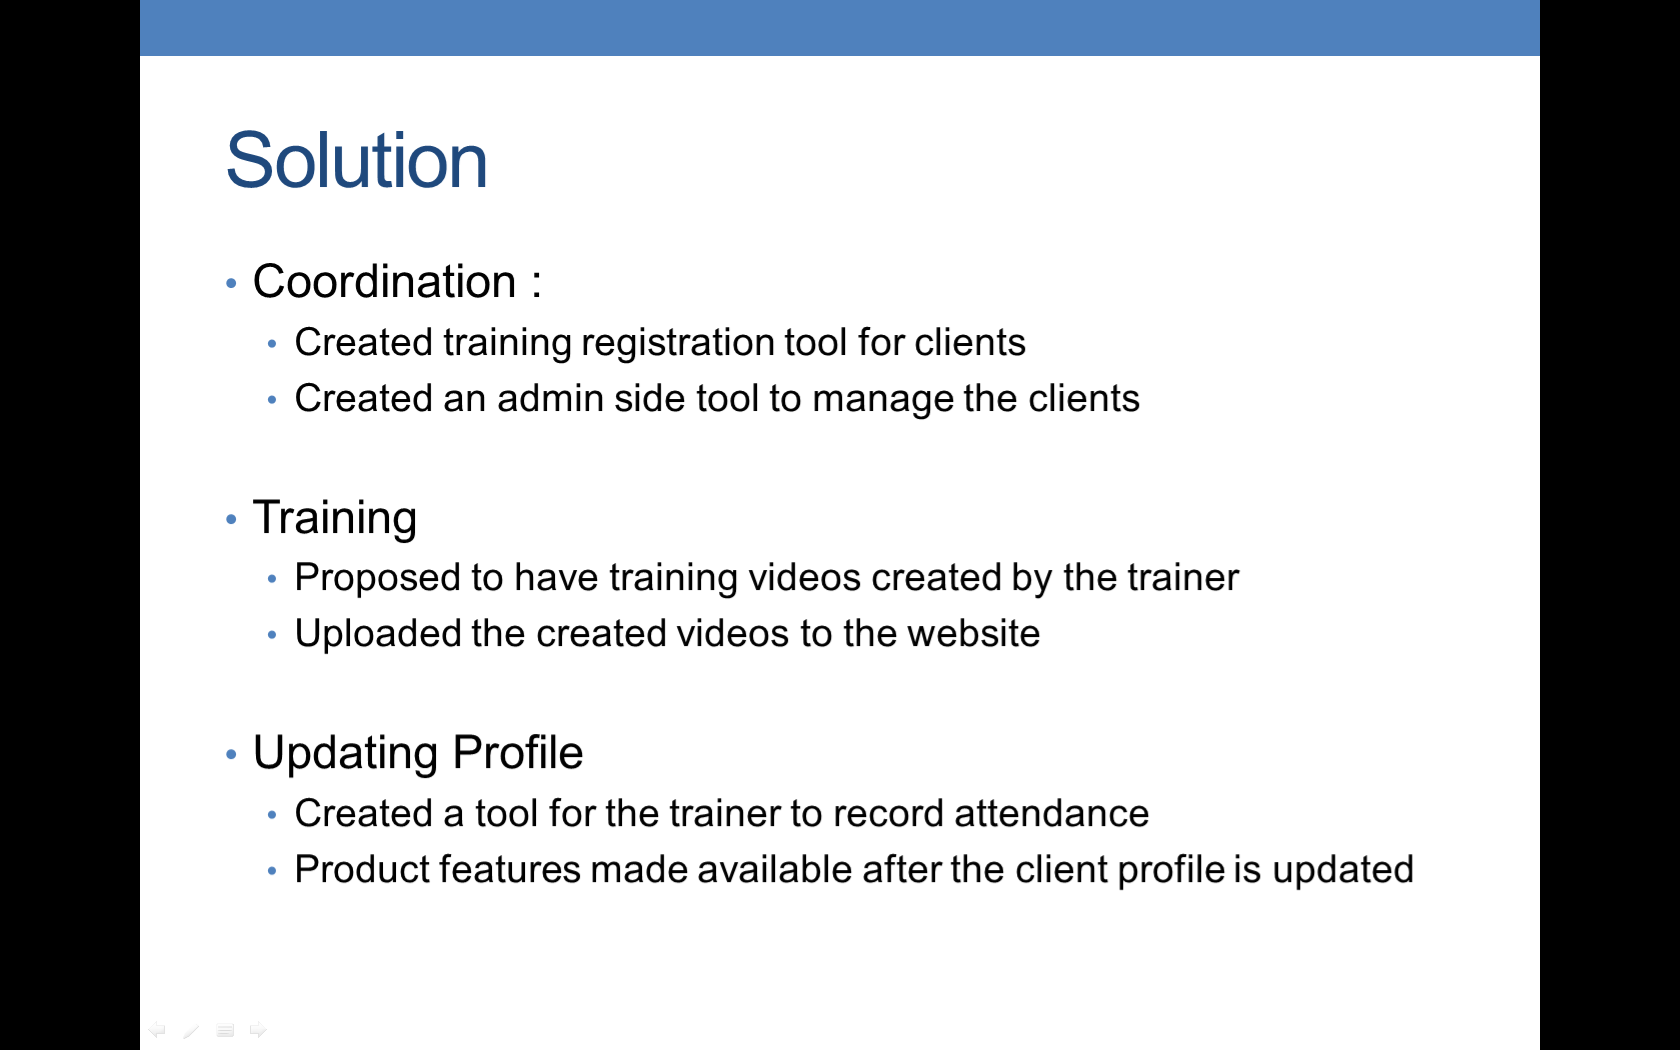 Solution
• Coordination :
• Created training registration tool for clients
• Created an admin side tool to manage the clients
• Training
• Proposed to have training videos created by the trainer
• Uploaded the created videos to the website
• Updating Profile
• Created a tool for the trainer to record attendance
• Product features made available after the client profile is updated